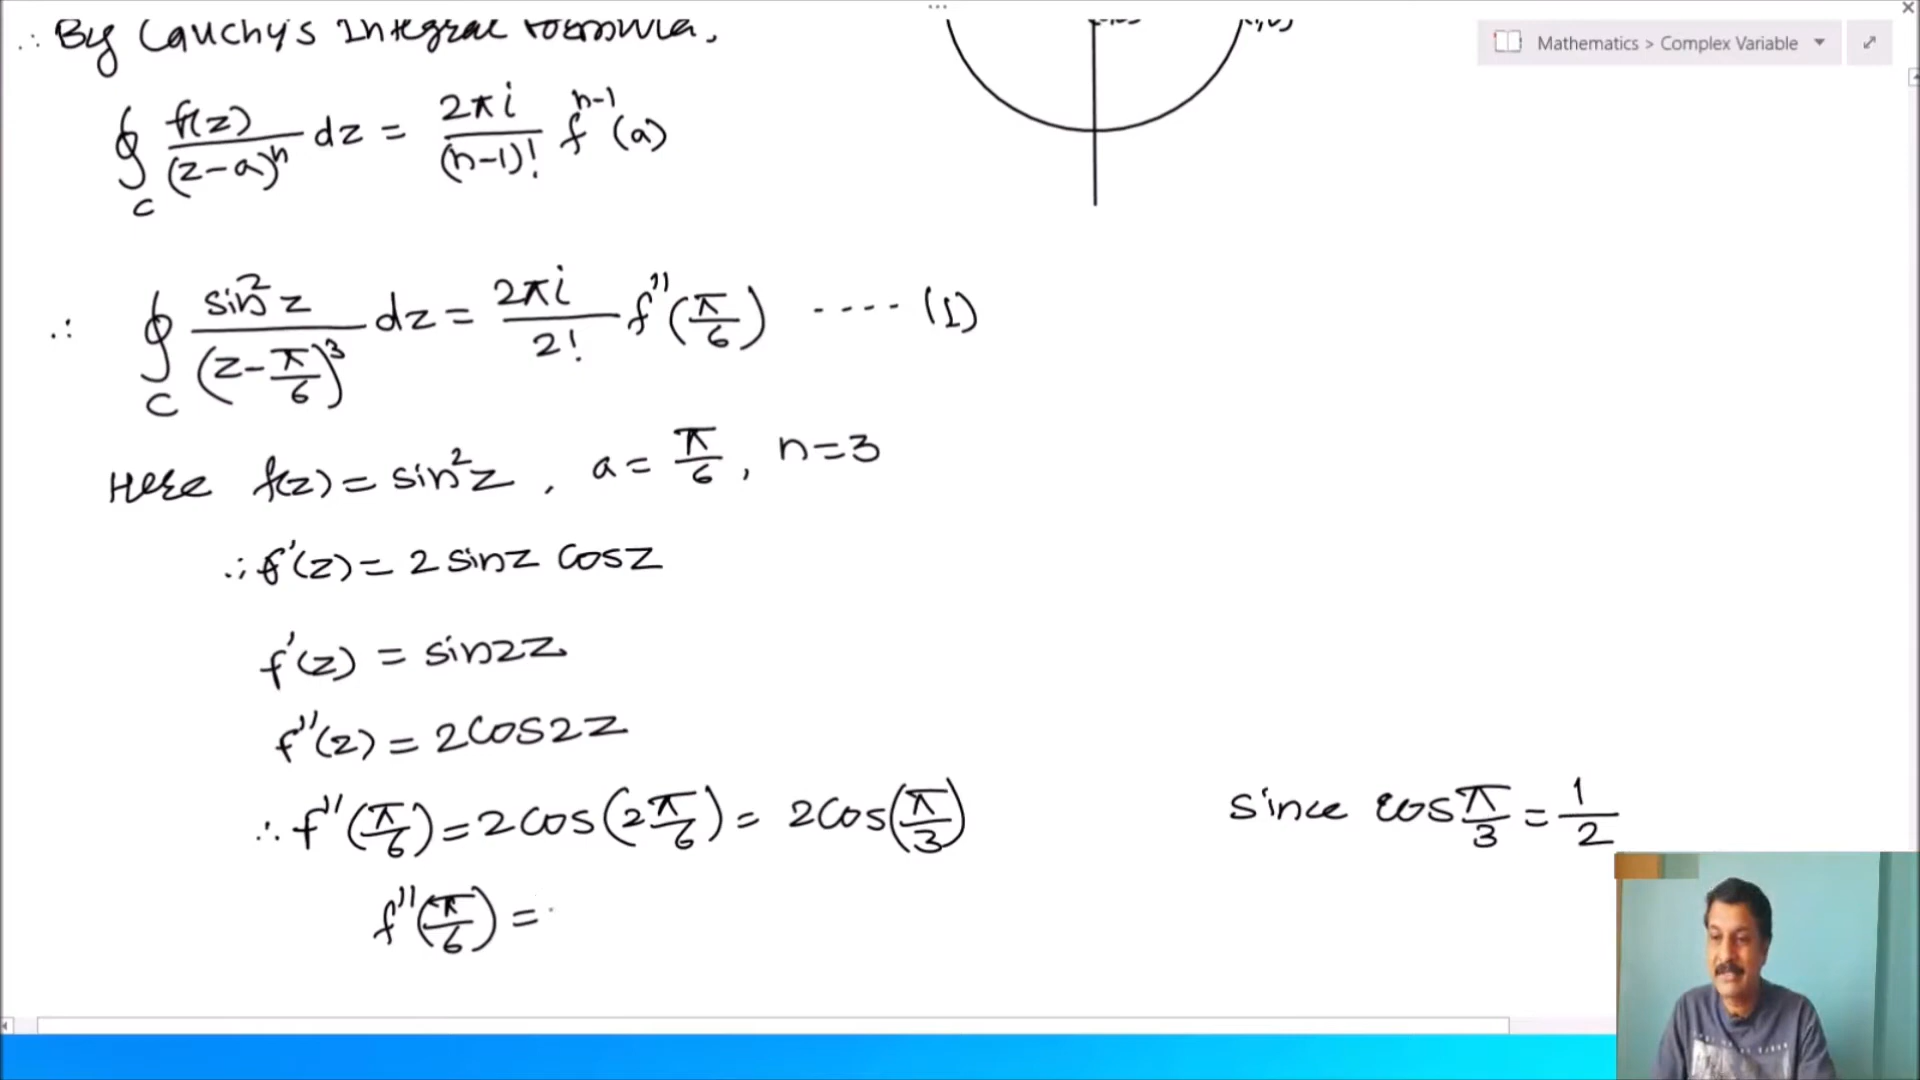 ∴ By Cauchy's Integral formula,
Mathematics > Complex Variable
∮_C f(z)/(z-a)^n dz = 2πi/(n-1)! f^{n-1}(a)
∴ ∮_C sin²z/(z-π/6)³ dz = 2πi/2! f''(π/6) ---- (1)
Here f(z) = sin²z, a = π/6, n=3
∴ f'(z) = 2 sinz cosz
f'(z) = sin2z
f''(z) = 2cos2z
∴ f''(π/6) = 2cos(2π/6) = 2cos(π/3)
Since cos π/3 = 1/2
f''(π/6) =